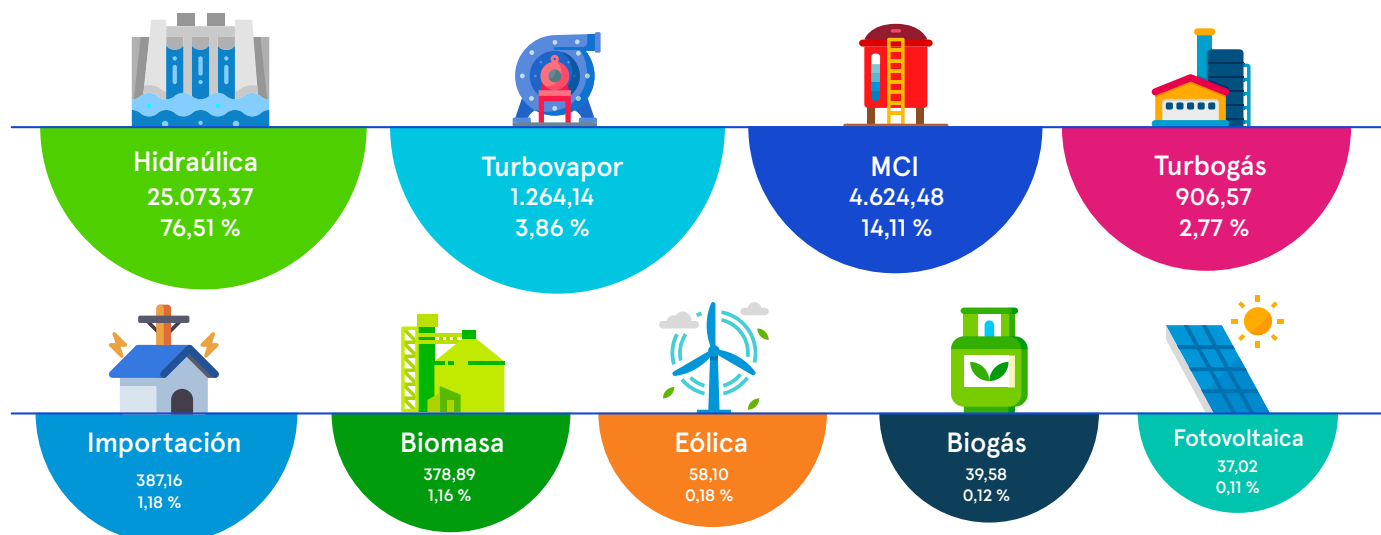 Hidraúlica
25.073,37
76,51 %
Turbovapor
1.264,14
3,86 %
MCI
4.624,48
14,11 %
Turbogás
906,57
2,77 %
Importación
387,16
1,18 %
Biomasa
378,89
1,16 %
Eólica
58,10
0,18 %
Biogás
39,58
0,12 %
Fotovoltaica
37,02
0,11 %